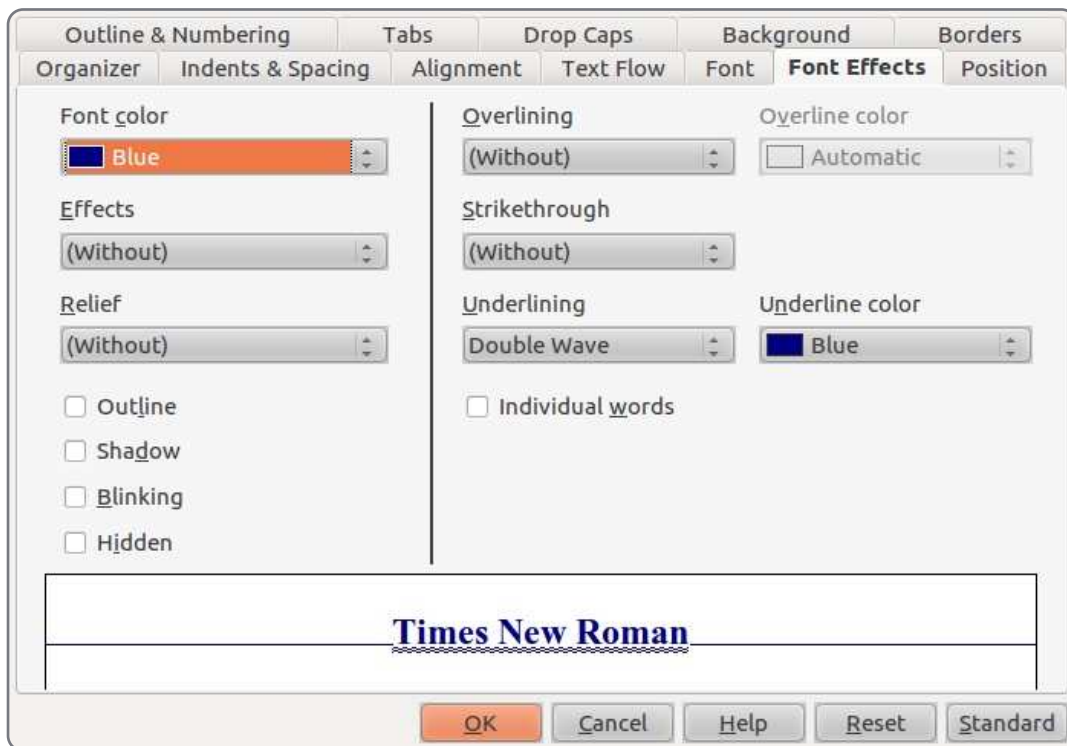 Outline & Numbering Tabs Drop Caps Background Borders
Organizer Indents & Spacing Alignment Text Flow Font Font Effects Position
Font color
Blue
Effects
(Without)
Relief
(Without)
Outline
Shadow
Blinking
Hidden
Overlining Overline color
(Without) Automatic
Strikethrough
(Without)
Underlining Underline color
Double Wave Blue
Individual words
Times New Roman
OK Cancel Help Reset Standard